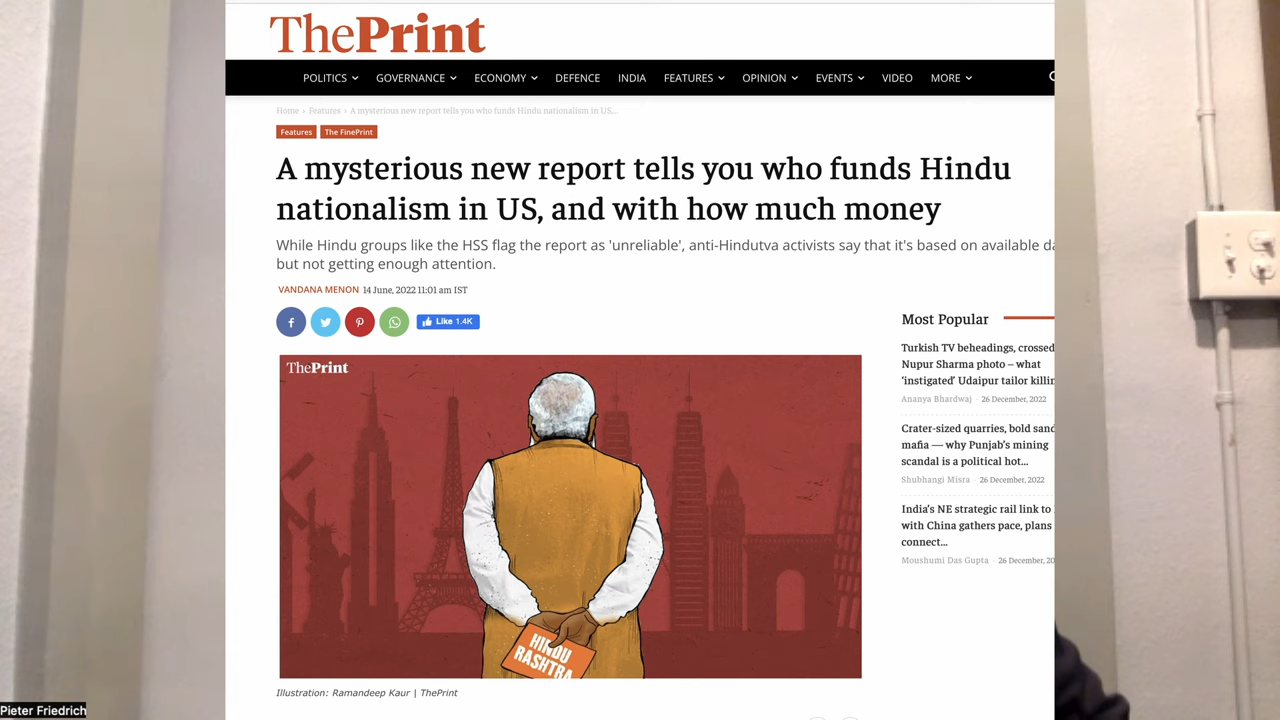 ThePrint
POLITICS GOVERNANCE ECONOMY DEFENCE INDIA FEATURES OPINION EVENTS VIDEO MORE
Home › Features › A mysterious new report tells you who funds Hindu nationalism in US,...
Features The FinePrint
A mysterious new report tells you who funds Hindu
nationalism in US, and with how much money
While Hindu groups like the HSS flag the report as 'unreliable', anti-Hindutva activists say that it's based on available
but not getting enough attention.
VANDANA MENON 14 June, 2022 11:01 am IST
Like 1.4K
ThePrint
HINDU
RASHTRA
Illustration: Ramandeep Kaur | ThePrint
Most Popular
Turkish TV beheadings, crossed
Nupur Sharma photo – what
‘instigated’ Udaipur tailor
Ananya Bhardwaj - 26 December, 2022
Crater-sized quarries, bold sand
mafia — why Punjab’s mining
scandal is a political hot...
Shubhangi Misra - 26 December, 2022
India’s NE strategic rail link to
with China gathers pace, plans
connect...
Moushumi Das Gupta - 26 December,
Pieter Friedrich